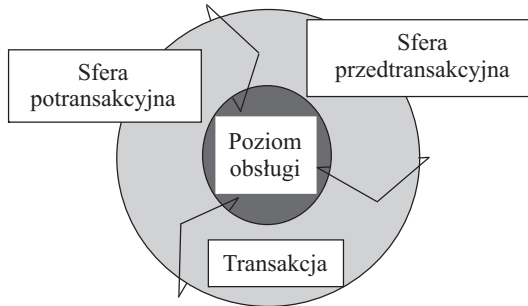 Sfera
potransakcyjna
Sfera
przedtransakcyjna
Poziom
obsługi
Transakcja